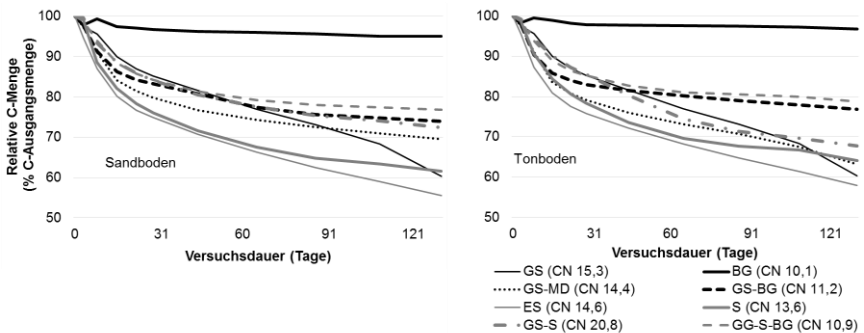 100
90
80
70
60
50
Relative C-Menge
(% C-Ausgangsmenge)
Sandboden
0
31
60
91
121
Versuchsdauer (Tage)
100
90
80
70
60
50
Tonboden
0
31
60
91
121
Versuchsdauer (Tage)
GS (CN 15,3)
BG (CN 10,1)
GS-MD (CN 14,4)
GS-BG (CN 11,2)
ES (CN 14,6)
S (CN 13,6)
GS-S (CN 20,8)
GG-S-BG (CN 10,9)